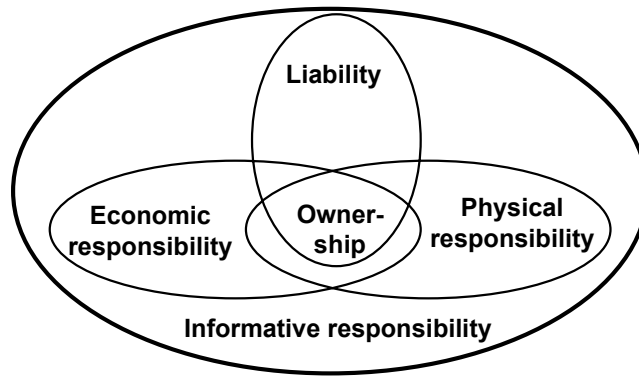 Liability
Economic
responsibility
Owner-
ship
Physical
responsibility
Informative responsibility